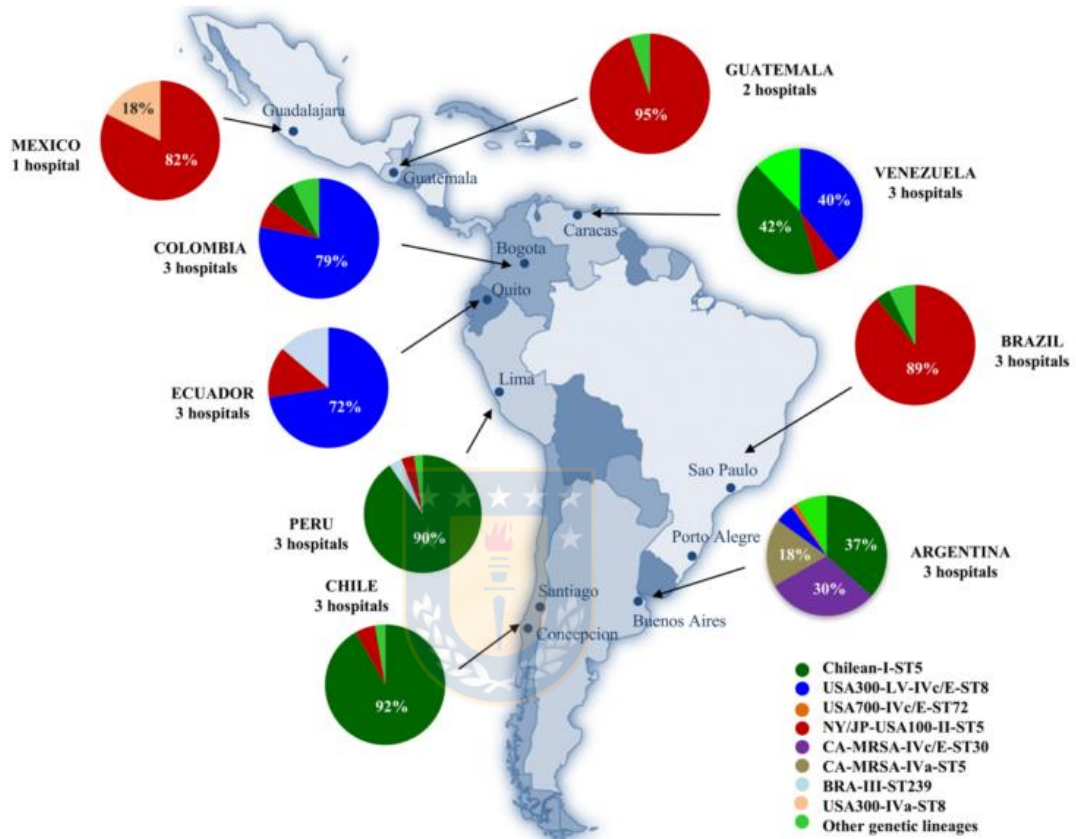 GUATEMALA
2 hospitals
95%
18%
Guadalajara
MEXICO
1 hospital
82%
Guatemala
VENEZUELA
3 hospitals
40%
42%
Caracas
COLOMBIA
3 hospitals
79%
Bogota
Quito
ECUADOR
3 hospitals
72%
BRAZIL
3 hospitals
89%
Lima
Sao Paulo
PERU
3 hospitals
90%
Porto Alegre
ARGENTINA
3 hospitals
37%
18%
30%
CHILE
3 hospitals
92%
Santiago
Concepcion
Buenos Aires
Chilean-I-ST5
USA300-LV-IVc/E-ST8
USA700-IVc/E-ST72
NY/JP-USA100-II-ST5
CA-MRSA-IVc/E-ST30
CA-MRSA-IVa-ST5
BRA-III-ST239
USA300-IVa-ST8
Other genetic lineages